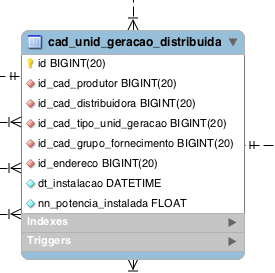 cad_unid_geracao_distribuida
id BIGINT(20)
id_cad_produtor BIGINT(20)
id_cad_distribuidora BIGINT(20)
id_cad_tipo_unid_geracao BIGINT(20)
id_cad_grupo_fornecimento BIGINT(20)
id_endereco BIGINT(20)
dt_instalacao DATETIME
nn_potencia_instalada FLOAT
Indexes
Triggers